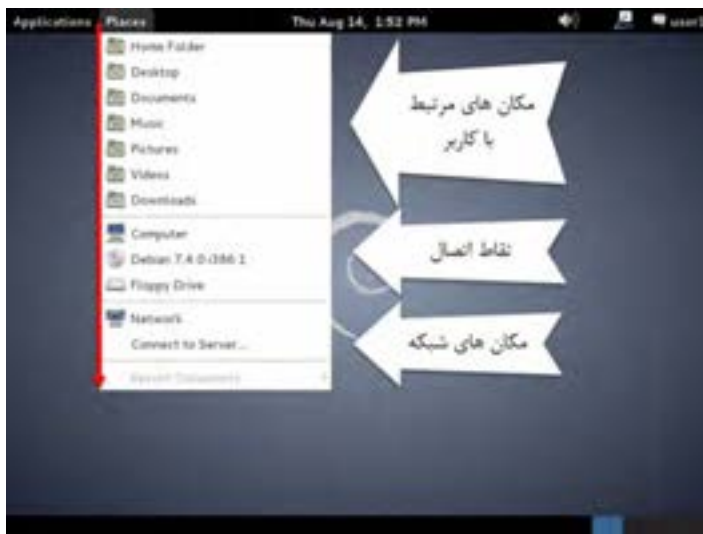 Applications Places Thu Aug 14, 1:52 PM user1
Home Folder
Desktop
Documents
Music
Pictures
Videos
Downloads
Computer
Debian 7.4.0 i386 1
Floppy Drive
Network
Connect to Server...
Recent Documents
مکان های مرتبط
با کاربر
نقاط اتصال
مکان های شبکه